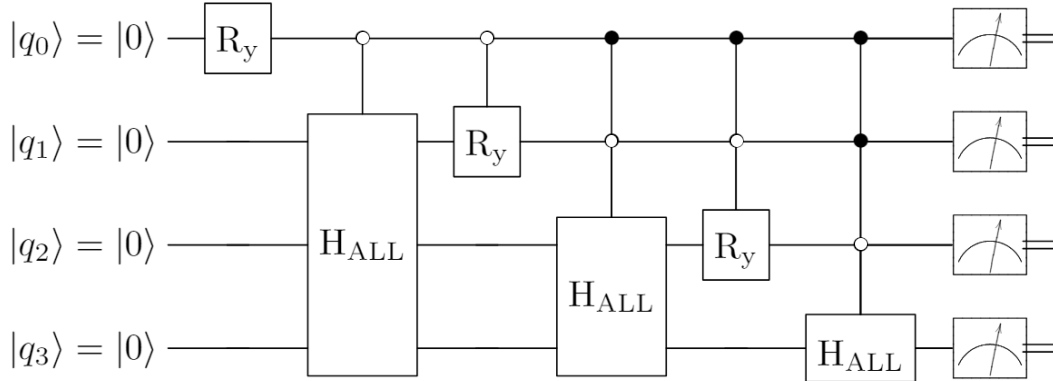 |q₀⟩ = |0⟩ R_y
|q₁⟩ = |0⟩ R_y
|q₂⟩ = |0⟩ H_ALL R_y
H_ALL
|q₃⟩ = |0⟩ H_ALL